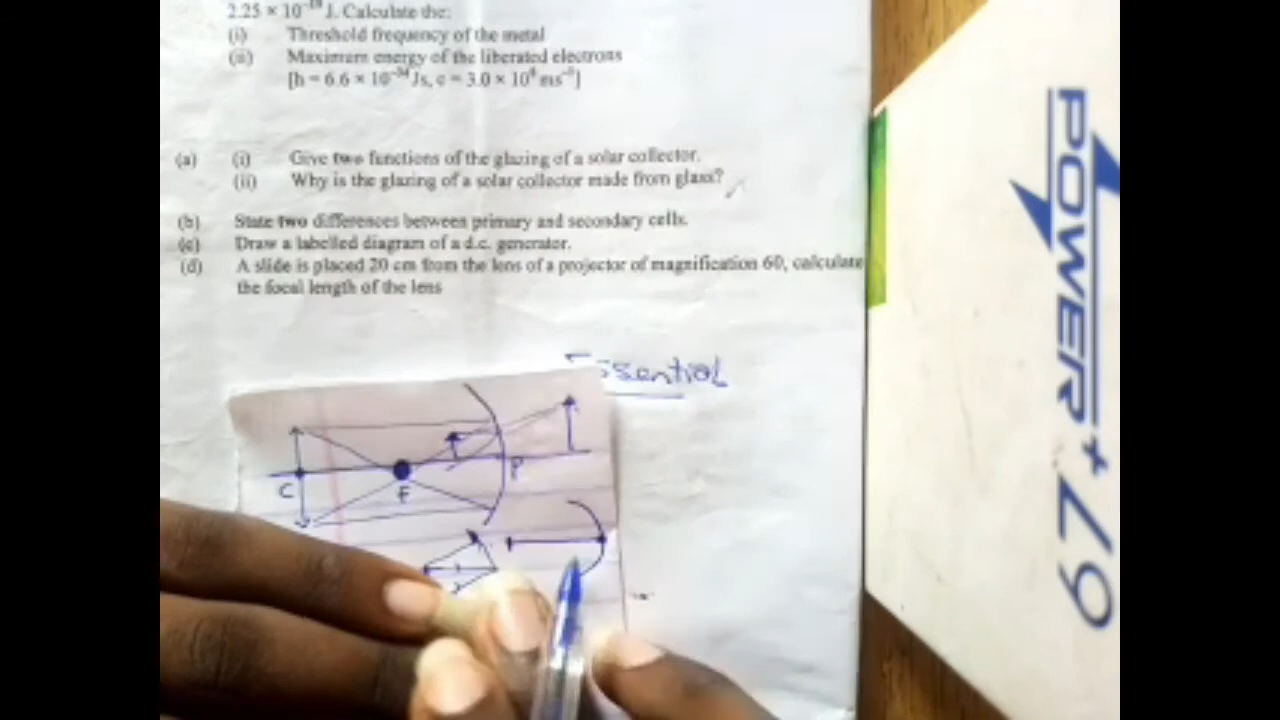 2.25 × 10⁻¹⁹ J. Calculate the:
(i) Threshold frequency of the metal
(ii) Maximum energy of the liberated electrons
[h = 6.6 × 10⁻³⁴ Js, c = 3.0 × 10⁸ ms⁻¹]
(a) (i) Give two functions of the glazing of a solar collector.
(ii) Why is the glazing of a solar collector made from glass?
(b) State two differences between primary and secondary cells.
(c) Draw a labelled diagram of a d.c. generator.
(d) A slide is placed 20 cm from the lens of a projector of magnification 60, calculate
the focal length of the lens
C F P
POWER+
L9